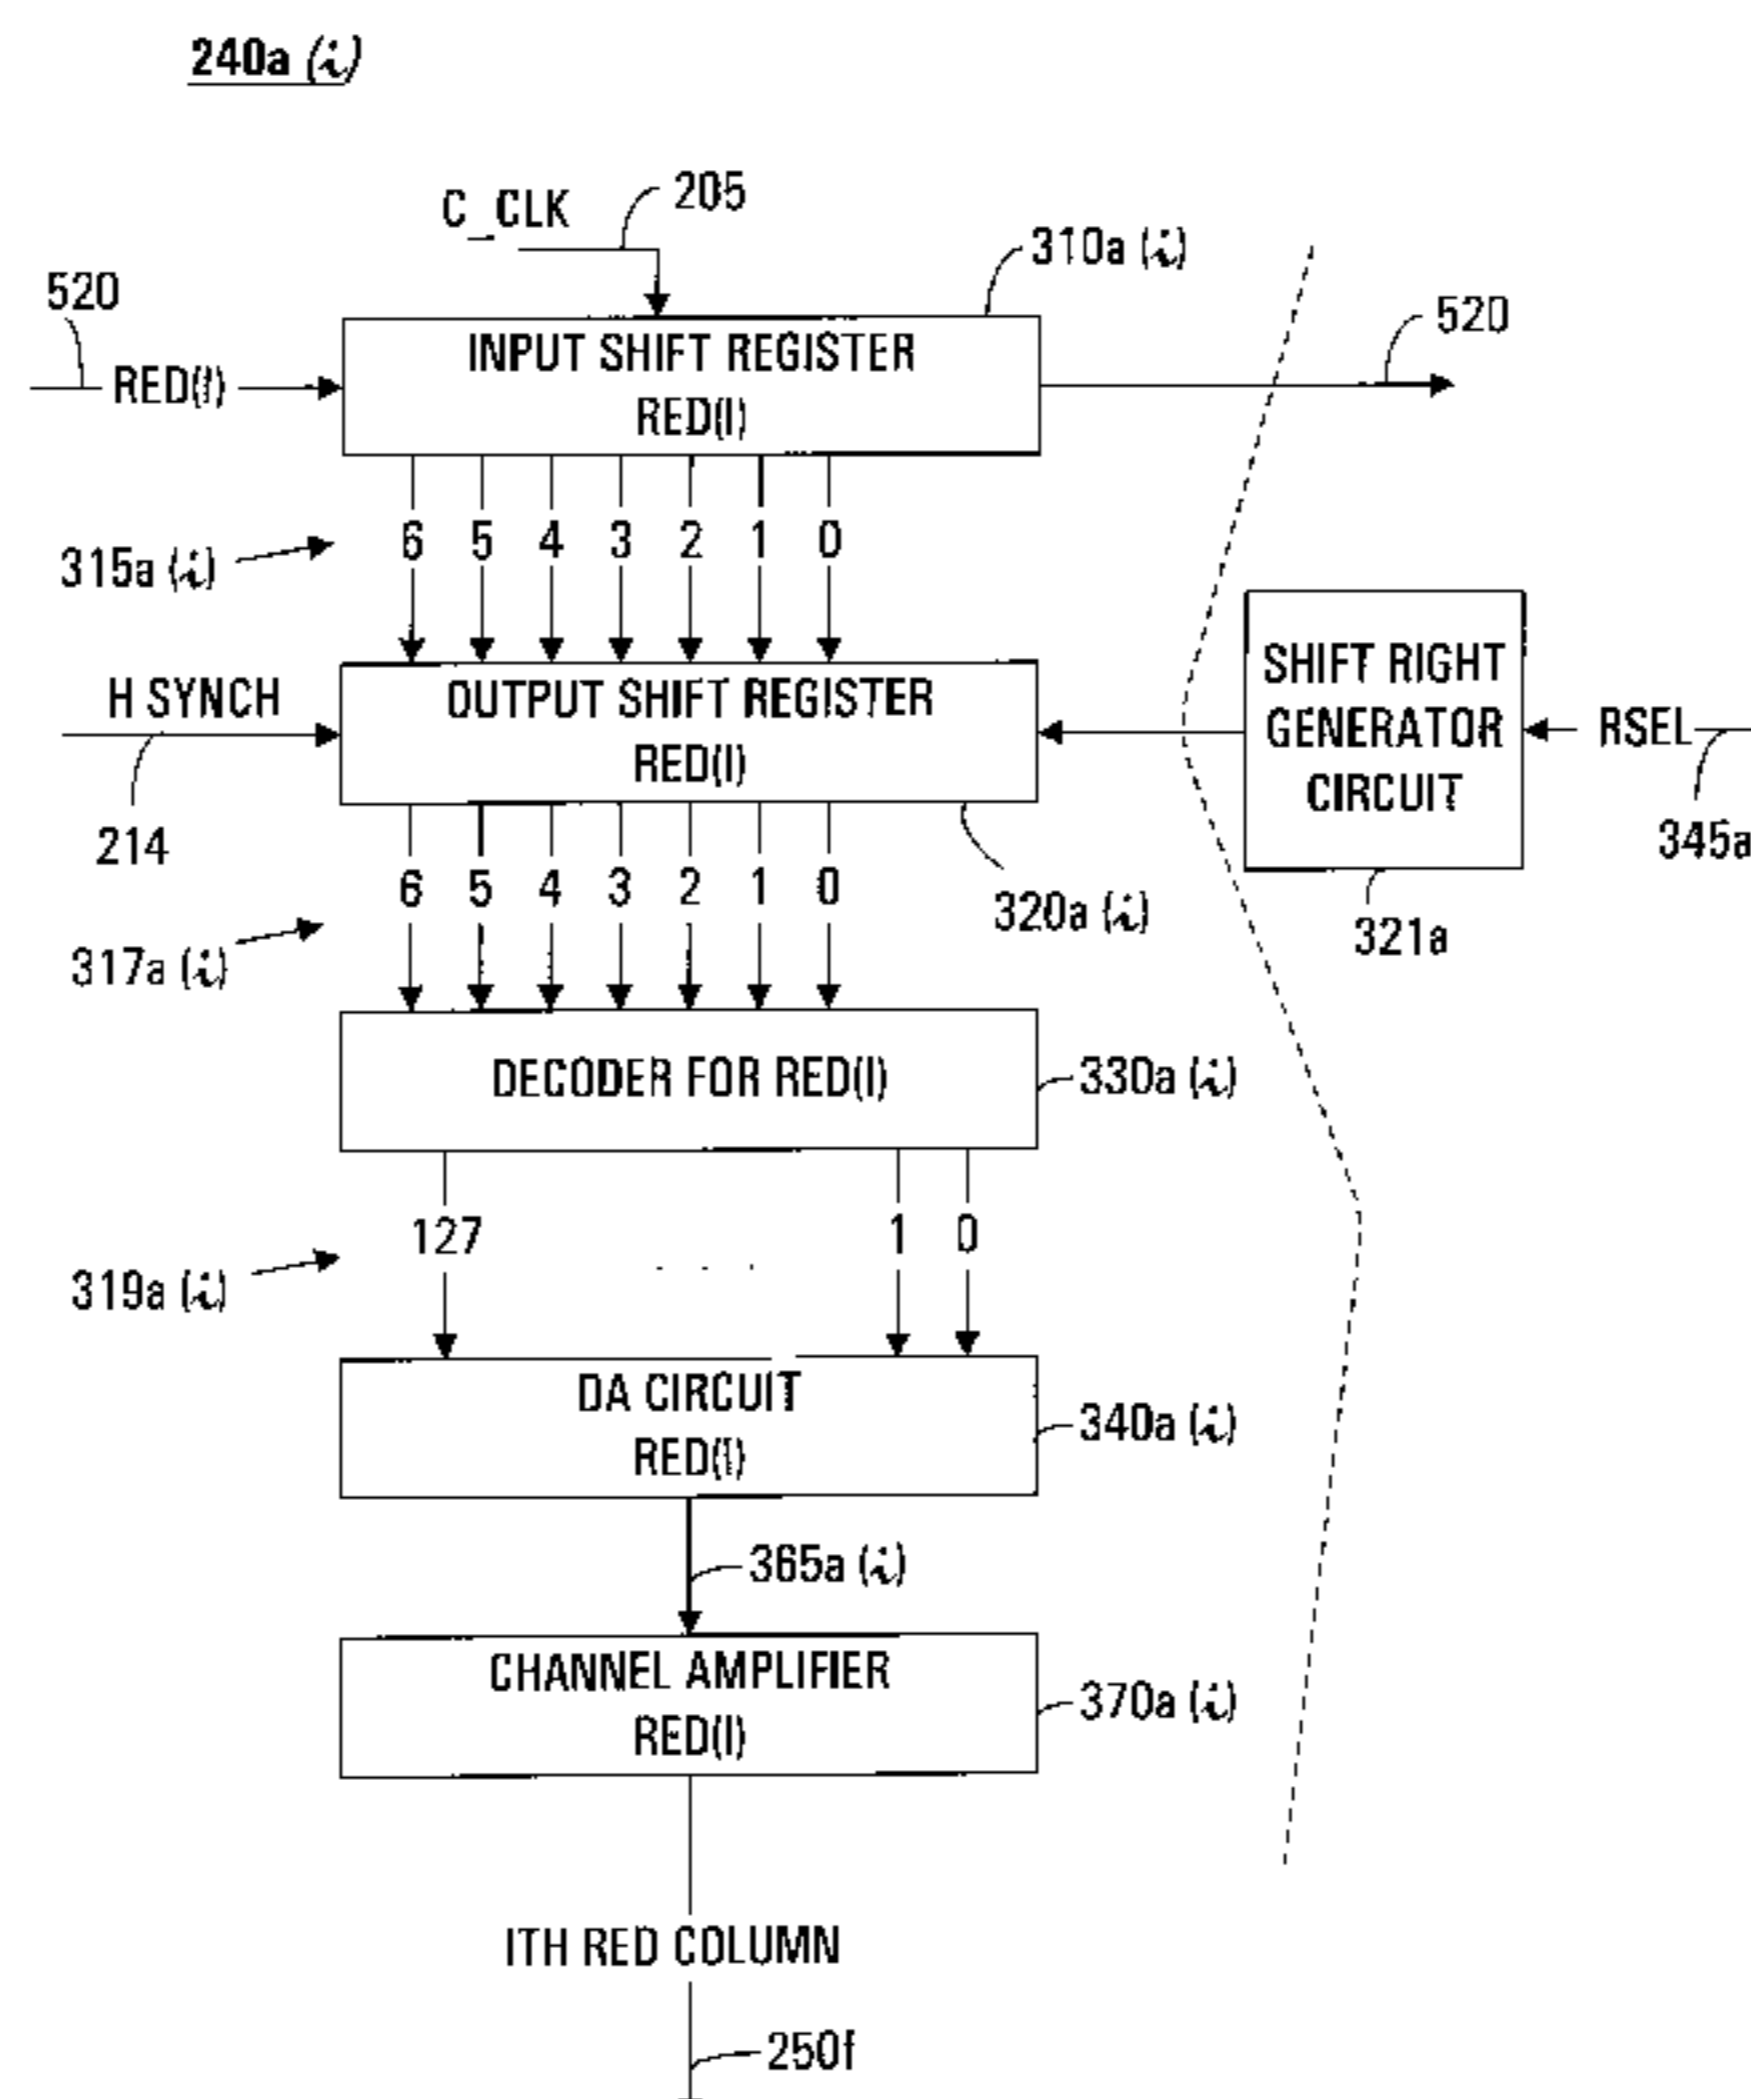 240a (i)
C_CLK
205
310a (i)
520
RED(I)
INPUT SHIFT REGISTER
RED(I)
520
6 5 4 3 2 1 0
315a (i)
H SYNCH
214
OUTPUT SHIFT REGISTER
RED(I)
320a (i)
SHIFT RIGHT
GENERATOR
CIRCUIT
321a
RSEL
345a
6 5 4 3 2 1 0
317a (i)
DECODER FOR RED(I)
330a (i)
127 . . . 1 0
319a (i)
DA CIRCUIT
RED(I)
340a (i)
365a (i)
CHANNEL AMPLIFIER
RED(I)
370a (i)
ITH RED COLUMN
250f